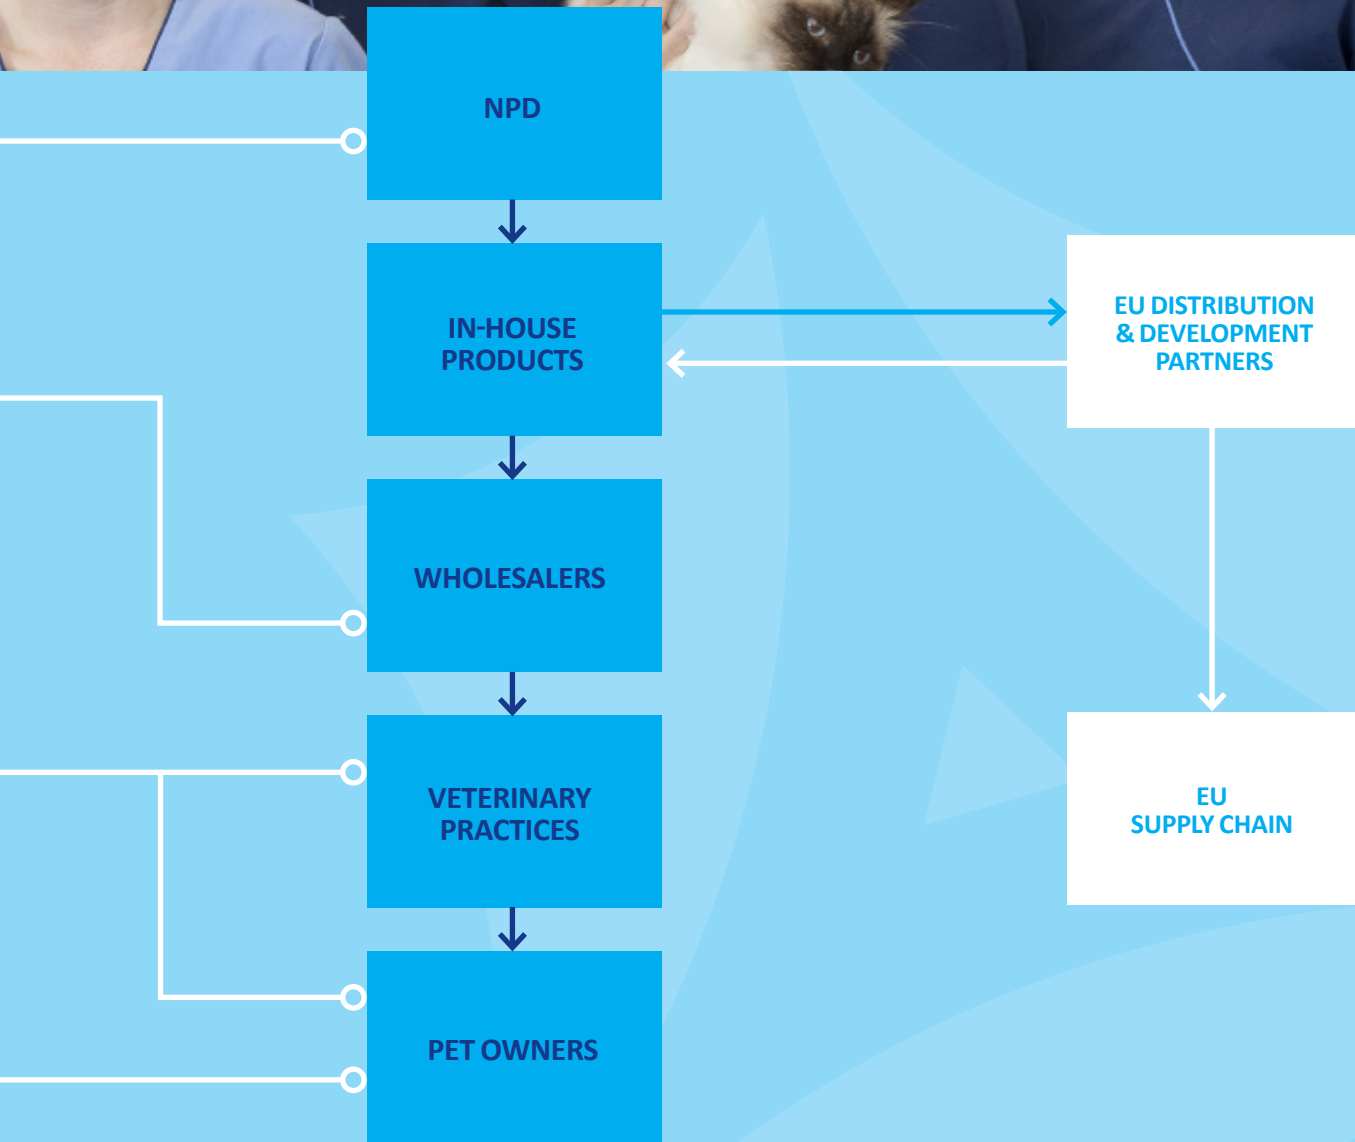 NPD
IN-HOUSE
PRODUCTS
EU DISTRIBUTION
& DEVELOPMENT
PARTNERS
WHOLESALERS
VETERINARY
PRACTICES
EU
SUPPLY CHAIN
PET OWNERS